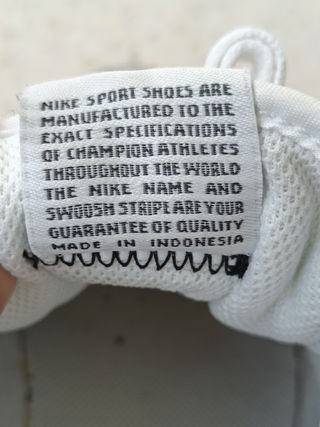 NIKE SPORT SHOES ARE
MANUFACTURED TO THE
EXACT SPECIFICATIONS
OF CHAMPION ATHLETES
THROUGHOUT THE WORLD
THE NIKE NAME AND
SWOOSH STRIPE ARE YOUR
GUARANTEE OF QUALITY
MADE IN INDONESIA